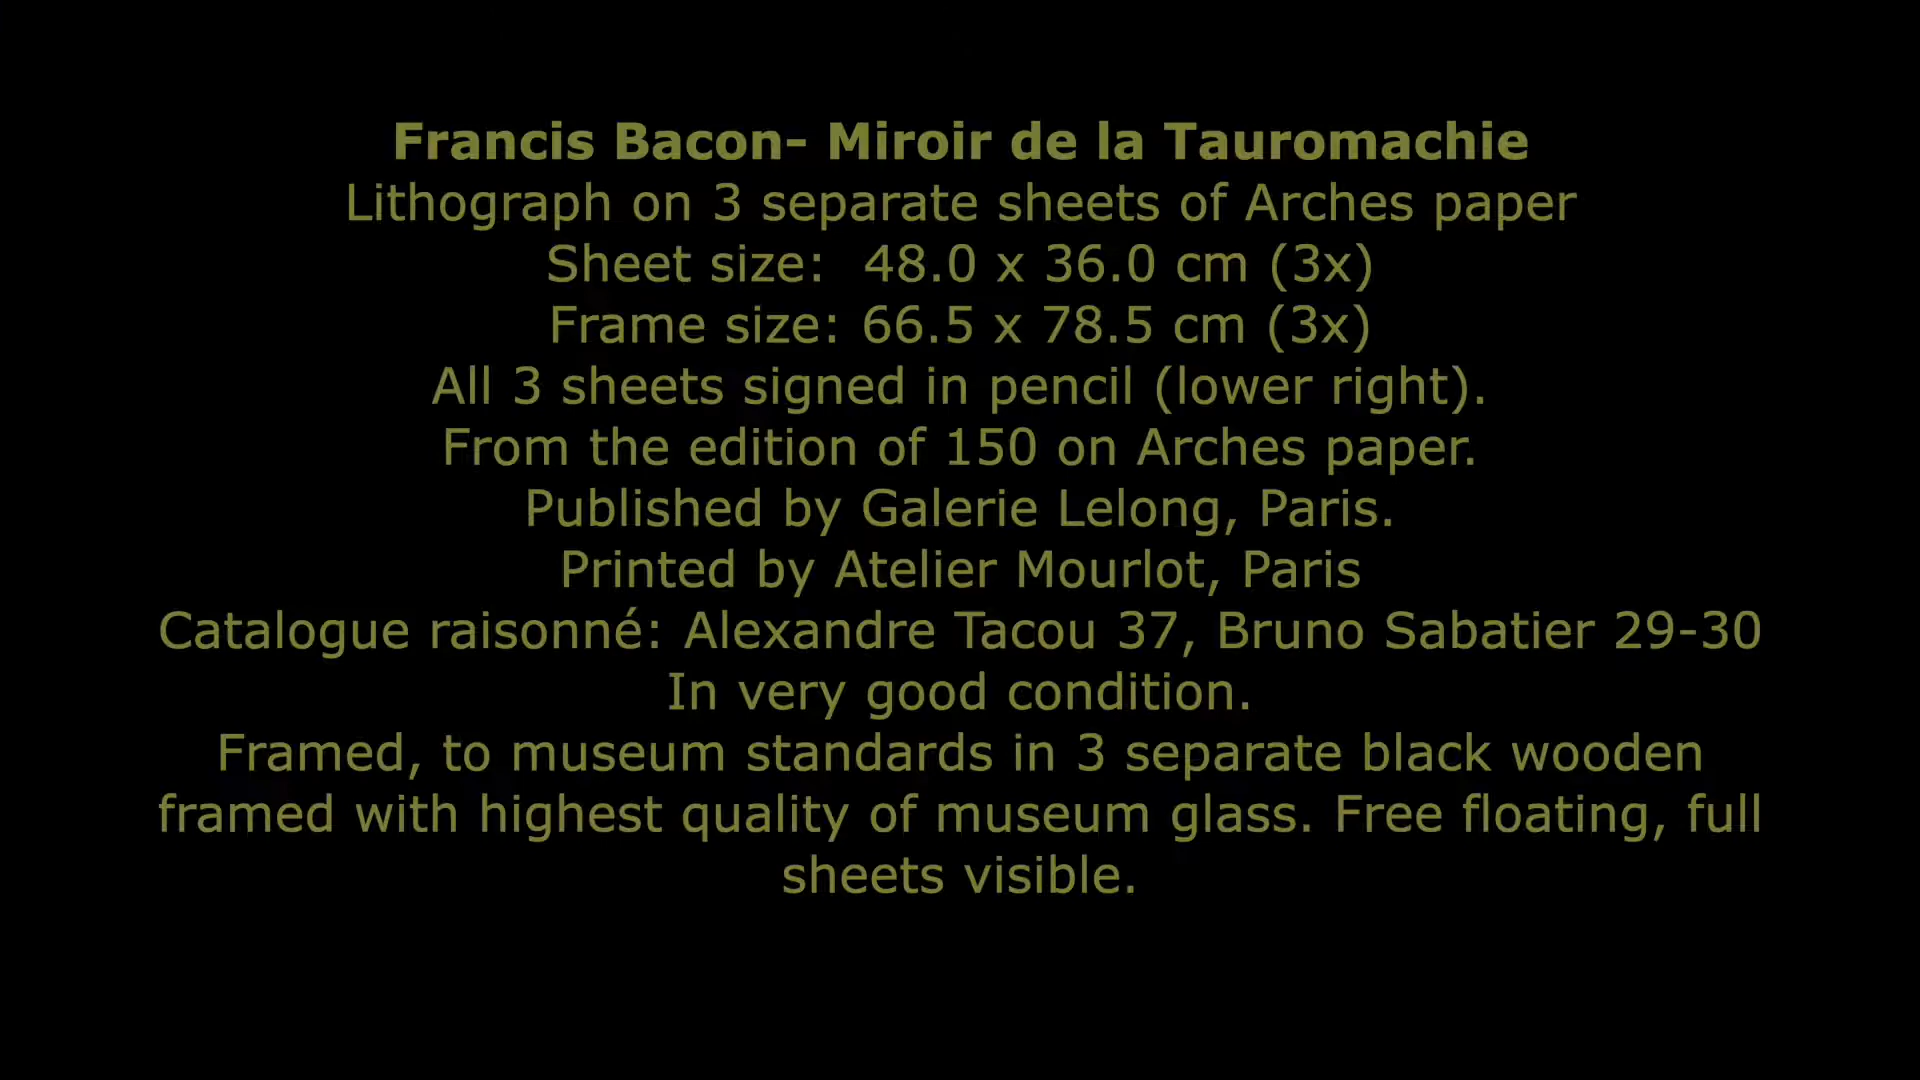 Francis Bacon- Miroir de la Tauromachie
Lithograph on 3 separate sheets of Arches paper
Sheet size:  48.0 x 36.0 cm (3x)
Frame size: 66.5 x 78.5 cm (3x)
All 3 sheets signed in pencil (lower right).
From the edition of 150 on Arches paper.
Published by Galerie Lelong, Paris.
Printed by Atelier Mourlot, Paris
Catalogue raisonné: Alexandre Tacou 37, Bruno Sabatier 29-30
In very good condition.
Framed, to museum standards in 3 separate black wooden
framed with highest quality of museum glass. Free floating, full
sheets visible.